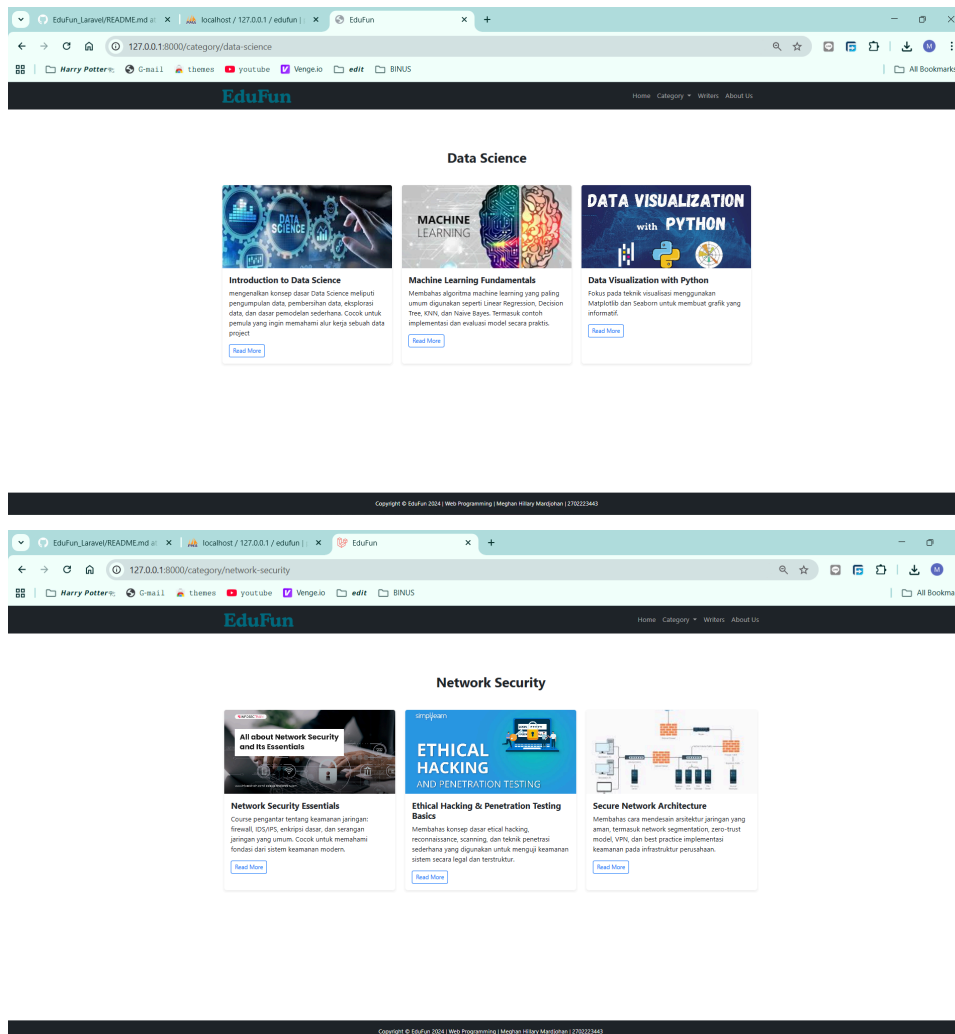 EduFun_Laravel/README.md at
localhost / 127.0.0.1 / edufun |
EduFun
127.0.0.1:8000/category/data-science
M
Harry Potter
G-mail
themes
youtube
Venge.io
edit
BINUS
All Bookmarks
EduFun
Home
Category
Writers
About Us
Data Science
DATA
SCIENCE
MACHINE
LEARNING
DATA VISUALIZATION
with PYTHON
Introduction to Data Science
mengenalkan konsep dasar Data Science meliputi
pengumpulan data, pembersihan data, eksplorasi
data, dan dasar pemodelan sederhana. Cocok untuk
pemula yang ingin memahami alur kerja sebuah data
project
Read More
Machine Learning Fundamentals
Membahas algoritma machine learning yang paling
umum digunakan seperti Linear Regression, Decision
Tree, KNN, dan Naive Bayes. Termasuk contoh
implementasi dan evaluasi model secara praktis.
Read More
Data Visualization with Python
Fokus pada teknik visualisasi menggunakan
Matplotlib dan Seaborn untuk membuat grafik yang
informatif.
Read More
Copyright © EduFun 2024 | Web Programming | Meghan Hillary Mardjohan | 2702223443
EduFun_Laravel/README.md at
localhost / 127.0.0.1 / edufun |
EduFun
127.0.0.1:8000/category/network-security
M
Harry Potter
G-mail
themes
youtube
Venge.io
edit
BINUS
All Bookma
EduFun
Home
Category
Writers
About Us
Network Security
All about Network Security
and Its Essentials
simplilearn
ETHICAL
HACKING
AND PENETRATION TESTING
Network Security Essentials
Course pengantar tentang keamanan jaringan:
firewall, IDS/IPS, enkripsi dasar, dan serangan
jaringan yang umum. Cocok untuk memahami
fondasi dari sistem keamanan modern.
Read More
Ethical Hacking & Penetration Testing
Basics
Membahas konsep dasar etical hacking,
reconnaissance, scanning, dan teknik penetrasi
sederhana yang digunakan untuk menguji keamanan
sistem secara legal dan terstruktur.
Read More
Secure Network Architecture
Membahas cara mendesain arsitektur jaringan yang
aman, termasuk network segmentation, zero-trust
model, VPN, dan best practice implementasi
keamanan pada infrastruktur perusahaan.
Read More
Copyright © EduFun 2024 | Web Programming | Meghan Hillary Mardjohan | 2702223443